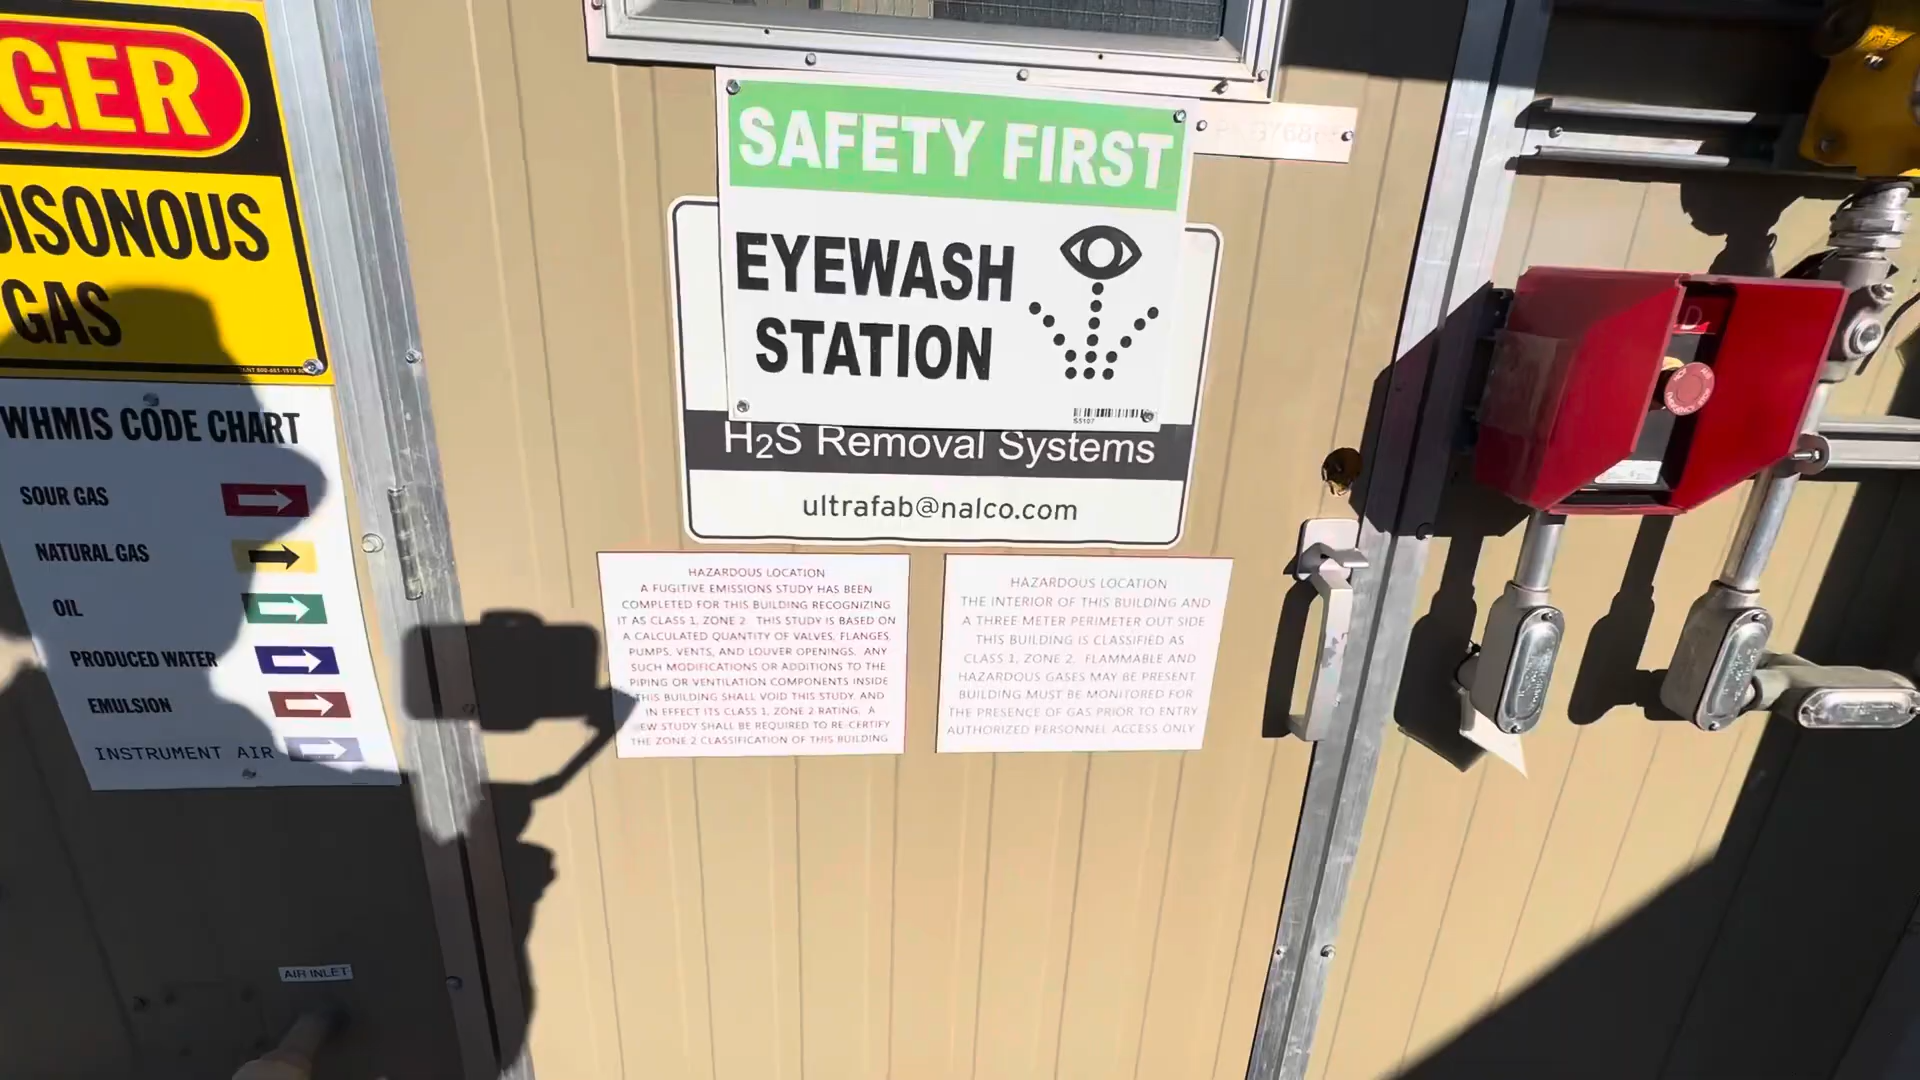 GER
OISONOUS
GAS
WHMIS CODE CHART
SOUR GAS
NATURAL GAS
OIL
PRODUCED WATER
EMULSION
INSTRUMENT AIR
AIR INLET
SAFETY FIRST
EYEWASH
STATION
S5107
H2S Removal Systems
ultrafab@nalco.com
HAZARDOUS LOCATION
A FUGITIVE EMISSIONS STUDY HAS BEEN
COMPLETED FOR THIS BUILDING RECOGNIZING
IT AS CLASS 1, ZONE 2. THIS STUDY IS BASED ON
A CALCULATED QUANTITY OF VALVES, FLANGES,
PUMPS, VENTS, AND LOUVER OPENINGS. ANY
SUCH MODIFICATIONS OR ADDITIONS TO THE
PIPING OR VENTILATION COMPONENTS INSIDE
THIS BUILDING SHALL VOID THIS STUDY, AND
IN EFFECT ITS CLASS 1, ZONE 2 RATING. A
EW STUDY SHALL BE REQUIRED TO RE-CERTIFY
THE ZONE 2 CLASSIFICATION OF THIS BUILDING
HAZARDOUS LOCATION
THE INTERIOR OF THIS BUILDING AND
A THREE METER PERIMETER OUT SIDE
THIS BUILDING IS CLASSIFIED AS
CLASS 1, ZONE 2. FLAMMABLE AND
HAZARDOUS GASES MAY BE PRESENT.
BUILDING MUST BE MONITORED FOR
THE PRESENCE OF GAS PRIOR TO ENTRY
AUTHORIZED PERSONNEL ACCESS ONLY